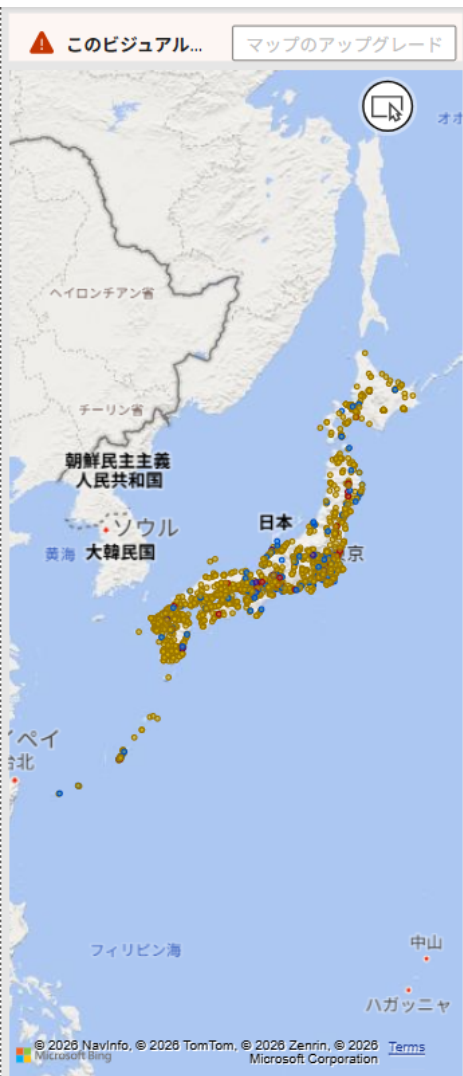 このビジュアル...
マップのアップグレード
オホ
ヘイロンチアン省
チーリン省
朝鮮民主主義
人民共和国
ソウル
日本
黄海
大韓民国
京
イペイ
台北
フィリピン海
中山
ハガッニャ
© 2026 NavInfo, © 2026 TomTom, © 2026 Zenrin, © 2026
Microsoft Corporation
Terms
Microsoft Bing